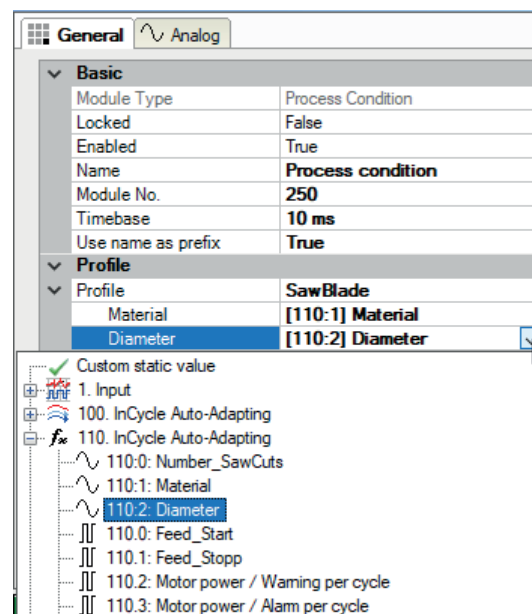 General Analog
Basic
Module Type Process Condition
Locked False
Enabled True
Name Process condition
Module No. 250
Timebase 10 ms
Use name as prefix True
Profile
Profile SawBlade
Material [110:1] Material
Diameter [110:2] Diameter
Custom static value
1. Input
100. InCycle Auto-Adapting
fx 110. InCycle Auto-Adapting
110:0: Number_SawCuts
110:1: Material
110:2: Diameter
110.0: Feed_Start
110.1: Feed_Stopp
110.2: Motor power / Warning per cycle
110.3: Motor power / Alarm per cycle